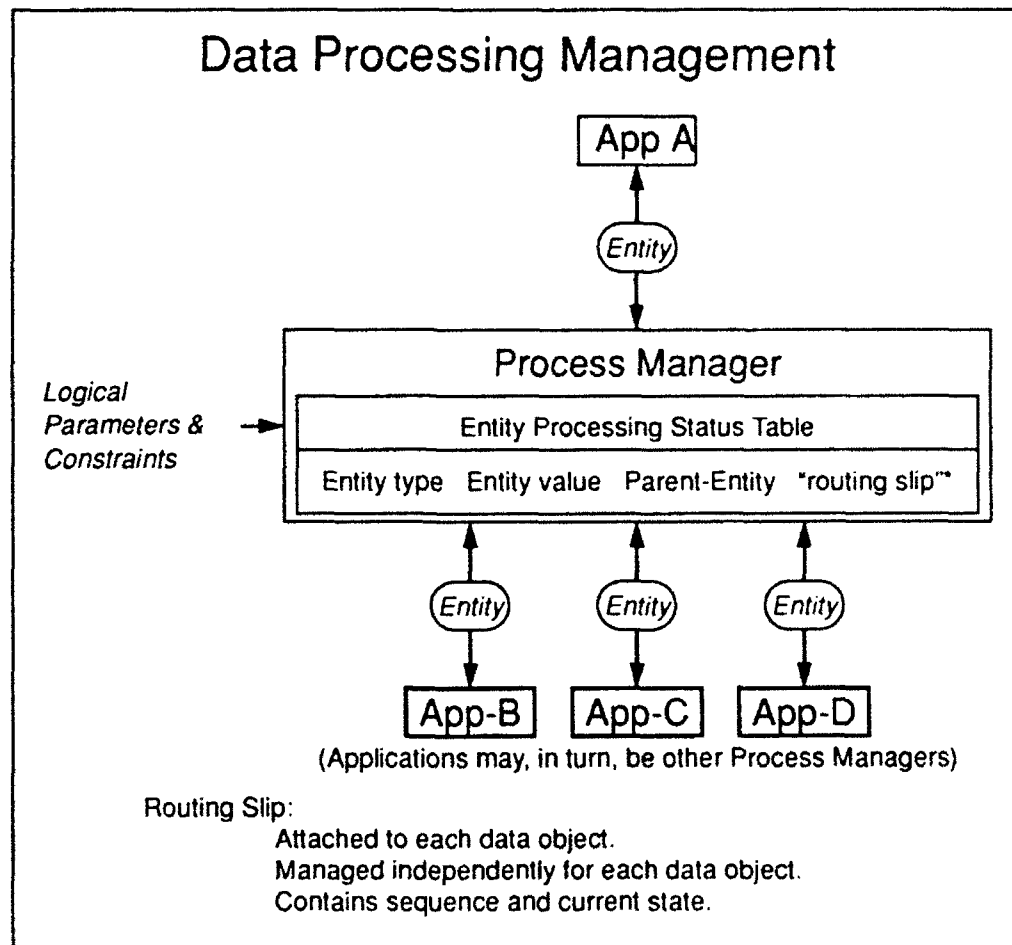 Data Processing Management
App A
Entity
Process Manager
Logical
Parameters &
Constraints
Entity Processing Status Table
Entity type Entity value Parent-Entity "routing slip"*
Entity Entity Entity
App-B App-C App-D
(Applications may, in turn, be other Process Managers)
Routing Slip:
Attached to each data object.
Managed independently for each data object.
Contains sequence and current state.